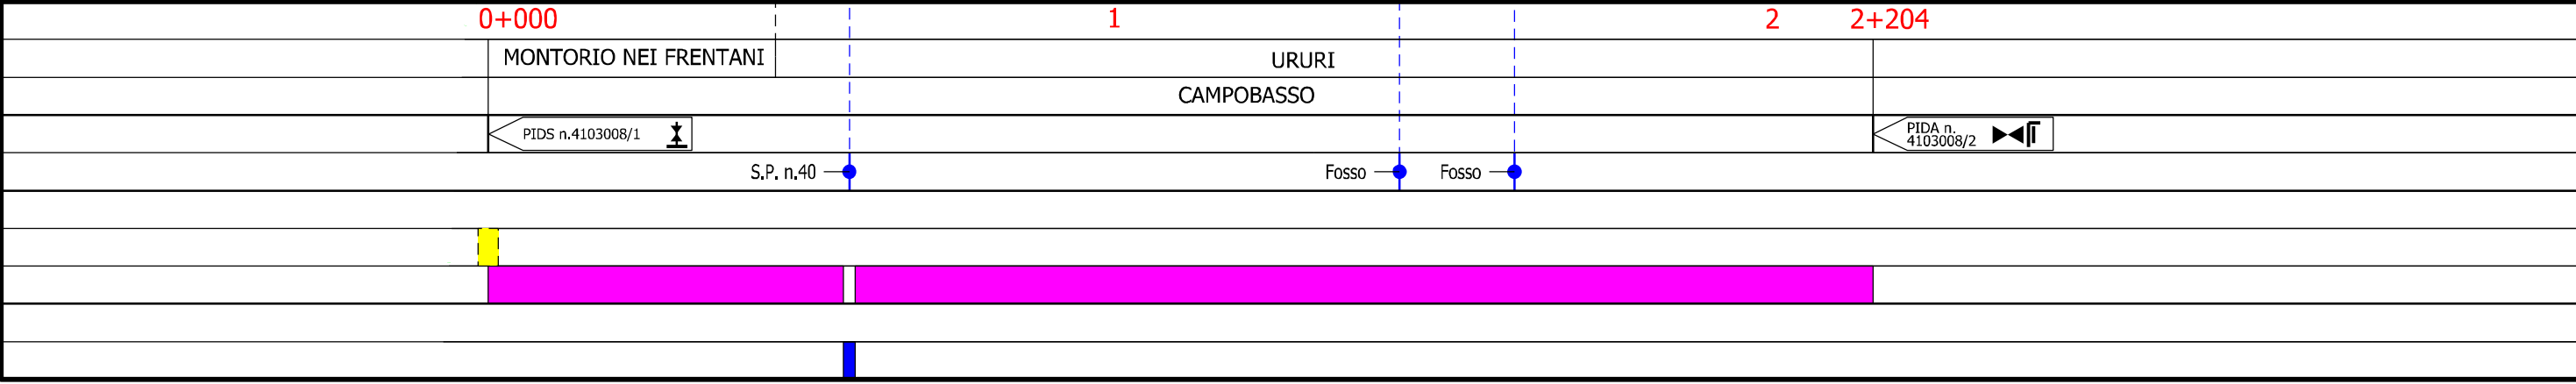 0+000 1 2 2+204
MONTORIO NEI FRENTANI URURI
CAMPOBASSO
PIDS n.4103008/1 PIDA n.
4103008/2
S.P. n.40 Fosso Fosso